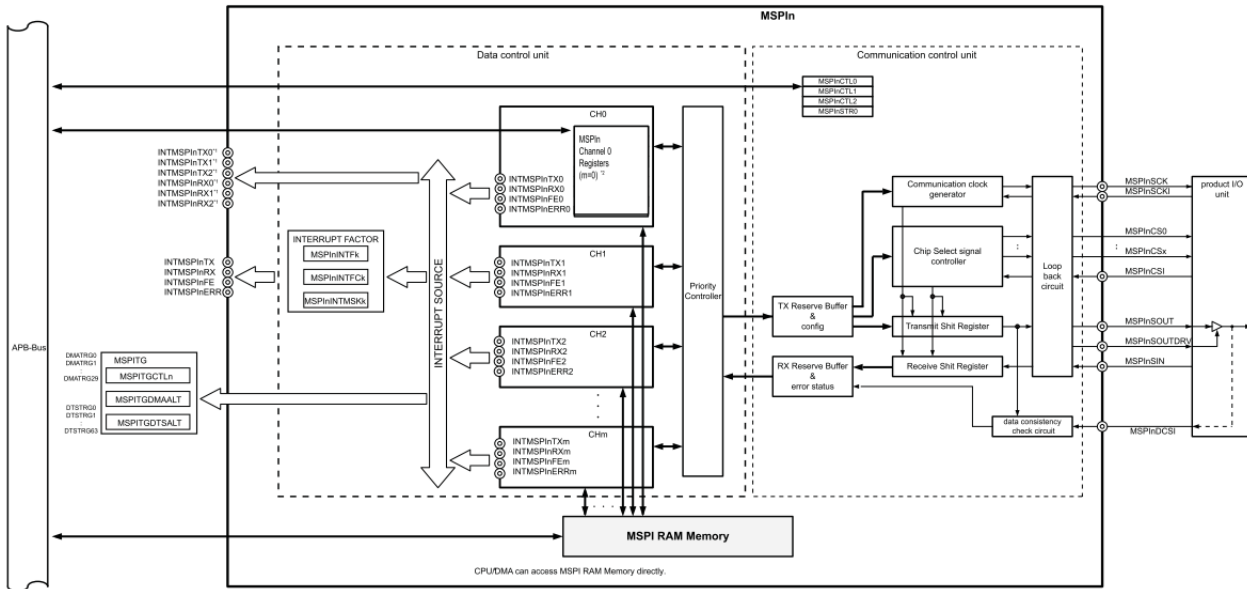 MSPIn
Data control unit
Communication control unit
MSPInCTL0
MSPInCTL1
MSPInCTL2
MSPInSTR0
CH0
MSPIn
Channel 0
Registers
(m=0) *2
INTMSPInTX0
INTMSPInRX0
INTMSPInFE0
INTMSPInERR0
INTMSPInTX0*1
INTMSPInTX1*1
INTMSPInTX2*1
INTMSPInRX0*1
INTMSPInRX1*1
INTMSPInRX2*1
INTERRUPT FACTOR
MSPInINTFk
MSPInINTFCk
MSPInINTMSKk
INTMSPInTX
INTMSPInRX
INTMSPInFE
INTMSPInERR
INTERRUPT SOURCE
CH1
INTMSPInTX1
INTMSPInRX1
INTMSPInFE1
INTMSPInERR1
CH2
INTMSPInTX2
INTMSPInRX2
INTMSPInFE2
INTMSPInERR2
CHm
INTMSPInTXm
INTMSPInRXm
INTMSPInFEm
INTMSPInERRm
Priority
Controller
APB-Bus
DMATRG0
DMATRG1
:
DMATRG29
DTSTRG0
DTSTRG1
:
DTSTRG63
MSPITG
MSPITGCTLn
MSPITGDMAALT
MSPITGDTSALT
TX Reserve Buffer
&
config
RX Reserve Buffer
&
error status
Communication clock
generator
Chip Select signal
controller
Transmit Shit Register
Receive Shit Register
data consistency
check circuit
Loop
back
circuit
MSPInSCK
MSPInSCKI
MSPInCS0
:
MSPInCSx
MSPInCSI
MSPInSOUT
MSPInSOUTDRV
MSPInSIN
MSPInDCSI
product I/O
unit
MSPI RAM Memory
CPU/DMA can access MSPI RAM Memory directly.